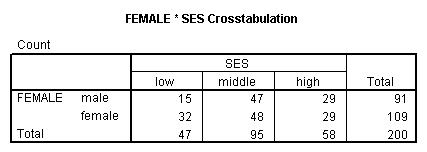 FEMALE * SES Crosstabulation
Count
SES
low middle high Total
FEMALE male 15 47 29 91
female 32 48 29 109
Total 47 95 58 200